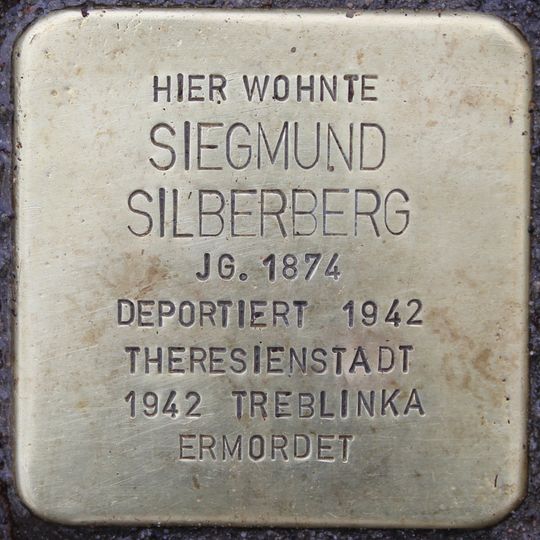 HIER WOHNTE
SIEGMUND
SILBERBERG
JG. 1874
DEPORTIERT 1942
THERESIENSTADT
1942 TREBLINKA
ERMORDET